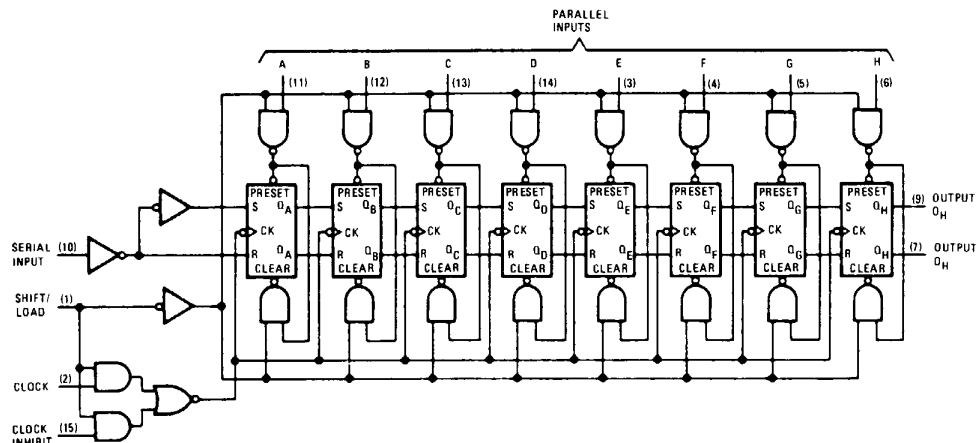 PARALLEL
INPUTS
A B C D E F G H
(11) (12) (13) (14) (3) (4) (5) (6)
PRESET PRESET PRESET PRESET PRESET PRESET PRESET PRESET
S QA S QB S QC S QD S QE S QF S QG S QH
(9) OUTPUT
QH
CK CK CK CK CK CK CK CK
SERIAL
INPUT
(10)
R QA R QB R QC R QD R QE R QF R QG R QH
(7) OUTPUT
QH
CLEAR CLEAR CLEAR CLEAR CLEAR CLEAR CLEAR CLEAR
SHIFT/
LOAD
(1)
CLOCK
(2)
CLOCK
INHIBIT
(15)